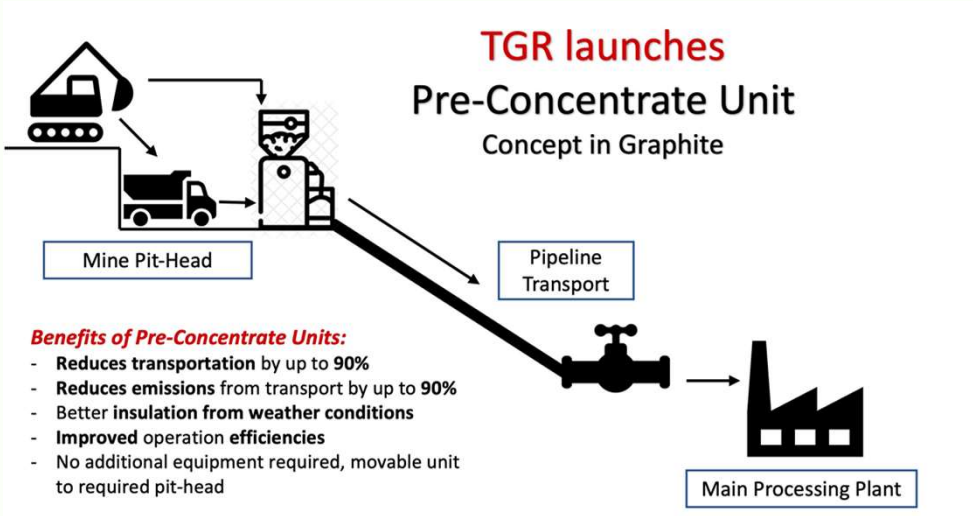 TGR launches
Pre-Concentrate Unit
Concept in Graphite
Mine Pit-Head
Pipeline
Transport
Benefits of Pre-Concentrate Units:
- Reduces transportation by up to 90%
- Reduces emissions from transport by up to 90%
- Better insulation from weather conditions
- Improved operation efficiencies
- No additional equipment required, movable unit
to required pit-head
Main Processing Plant